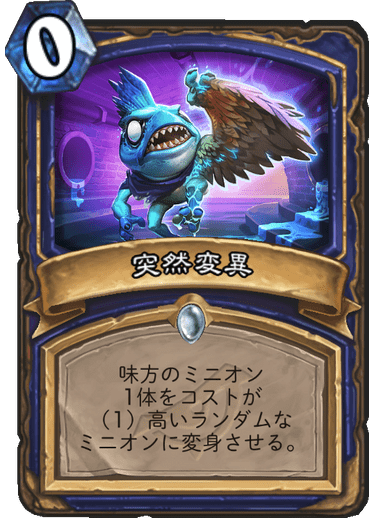 0
突然変異
味方のミニオン
1体をコストが
（1）高いランダムな
ミニオンに変身させる。